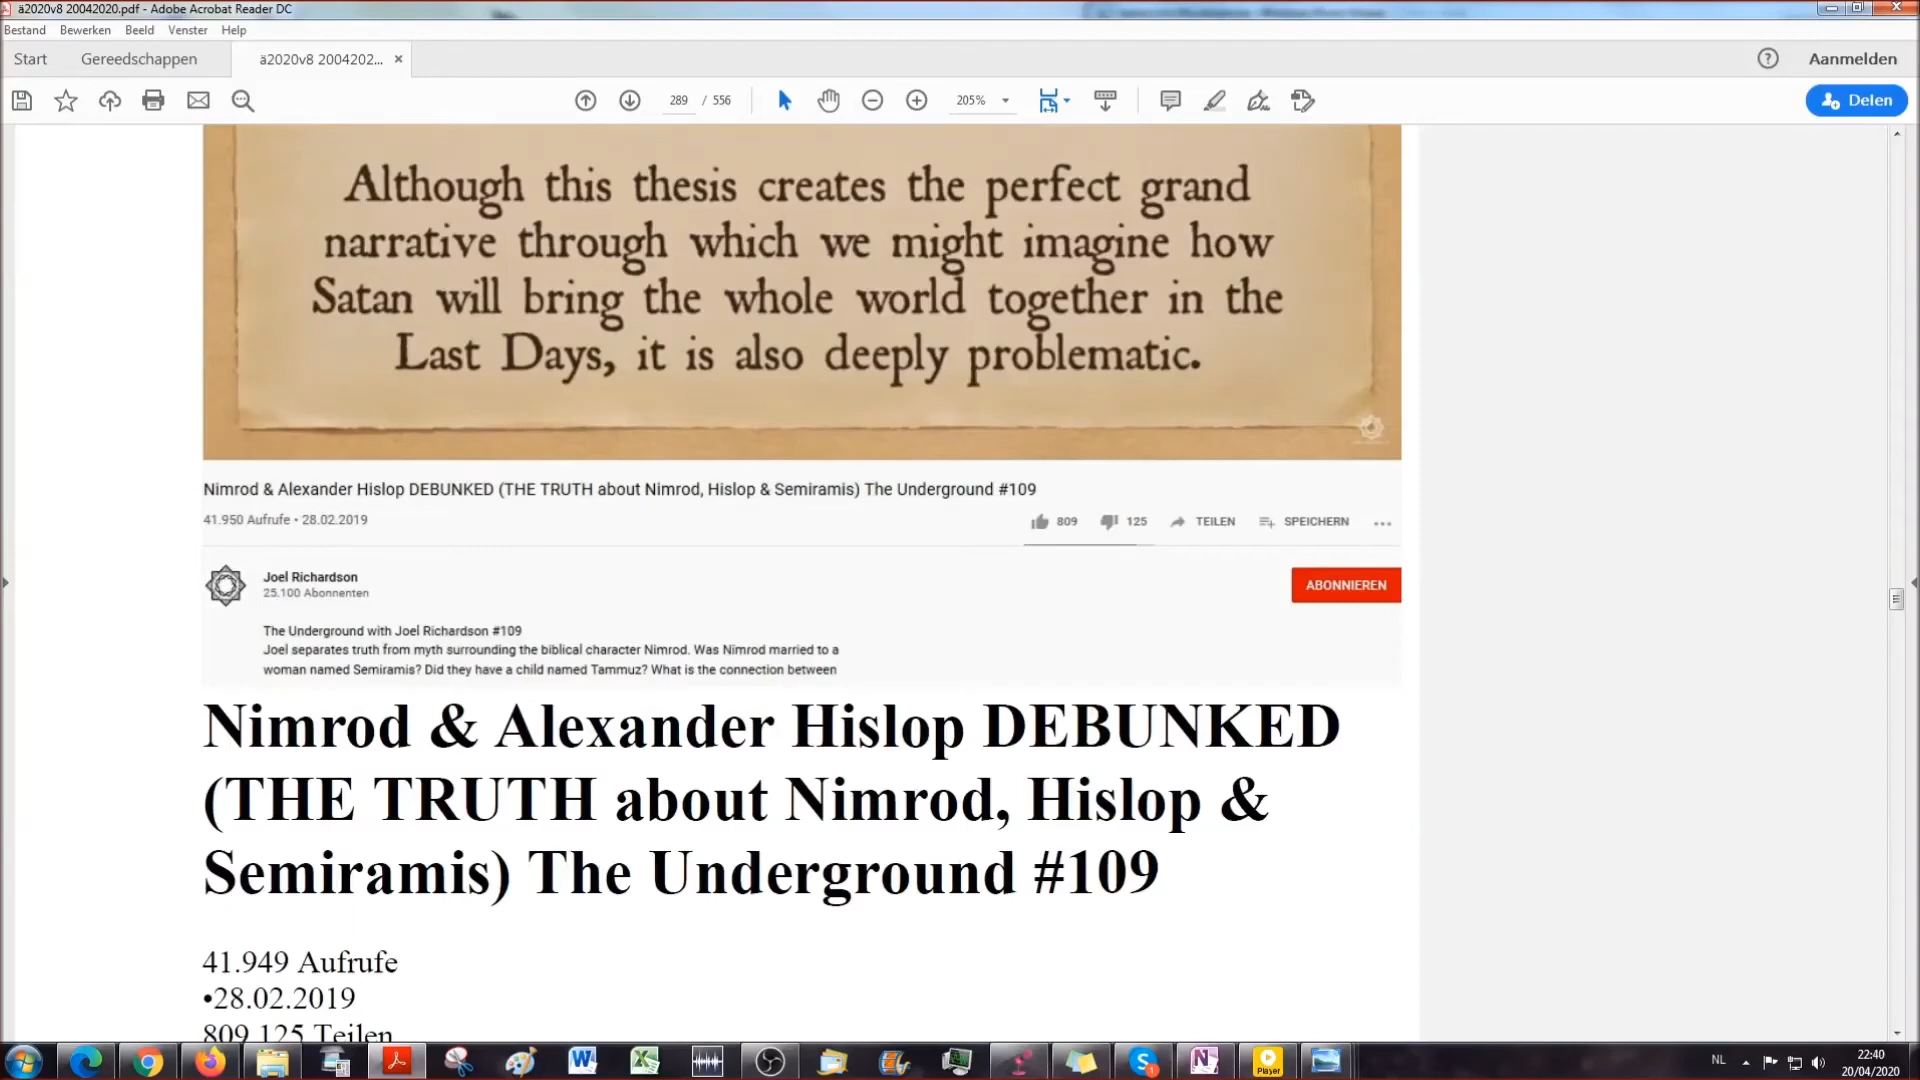 ä2020v8 20042020.pdf - Adobe Acrobat Reader DC
Bestand Bewerken Beeld Venster Help
Start Gereedschappen ä2020v8 2004202... × Aanmelden
289 / 556 205% Delen
Although this thesis creates the perfect grand
narrative through which we might imagine how
Satan will bring the whole world together in the
Last Days, it is also deeply problematic.
Nimrod & Alexander Hislop DEBUNKED (THE TRUTH about Nimrod, Hislop & Semiramis) The Underground #109
41.950 Aufrufe • 28.02.2019 809 125 TEILEN SPEICHERN ...
Joel Richardson
25.100 Abonnenten
ABONNIEREN
The Underground with Joel Richardson #109
Joel separates truth from myth surrounding the biblical character Nimrod. Was Nimrod married to a
woman named Semiramis? Did they have a child named Tammuz? What is the connection between
Nimrod & Alexander Hislop DEBUNKED
(THE TRUTH about Nimrod, Hislop &
Semiramis) The Underground #109
41.949 Aufrufe
•28.02.2019
809 125 Teilen
Player
NL 22:40
20/04/2020